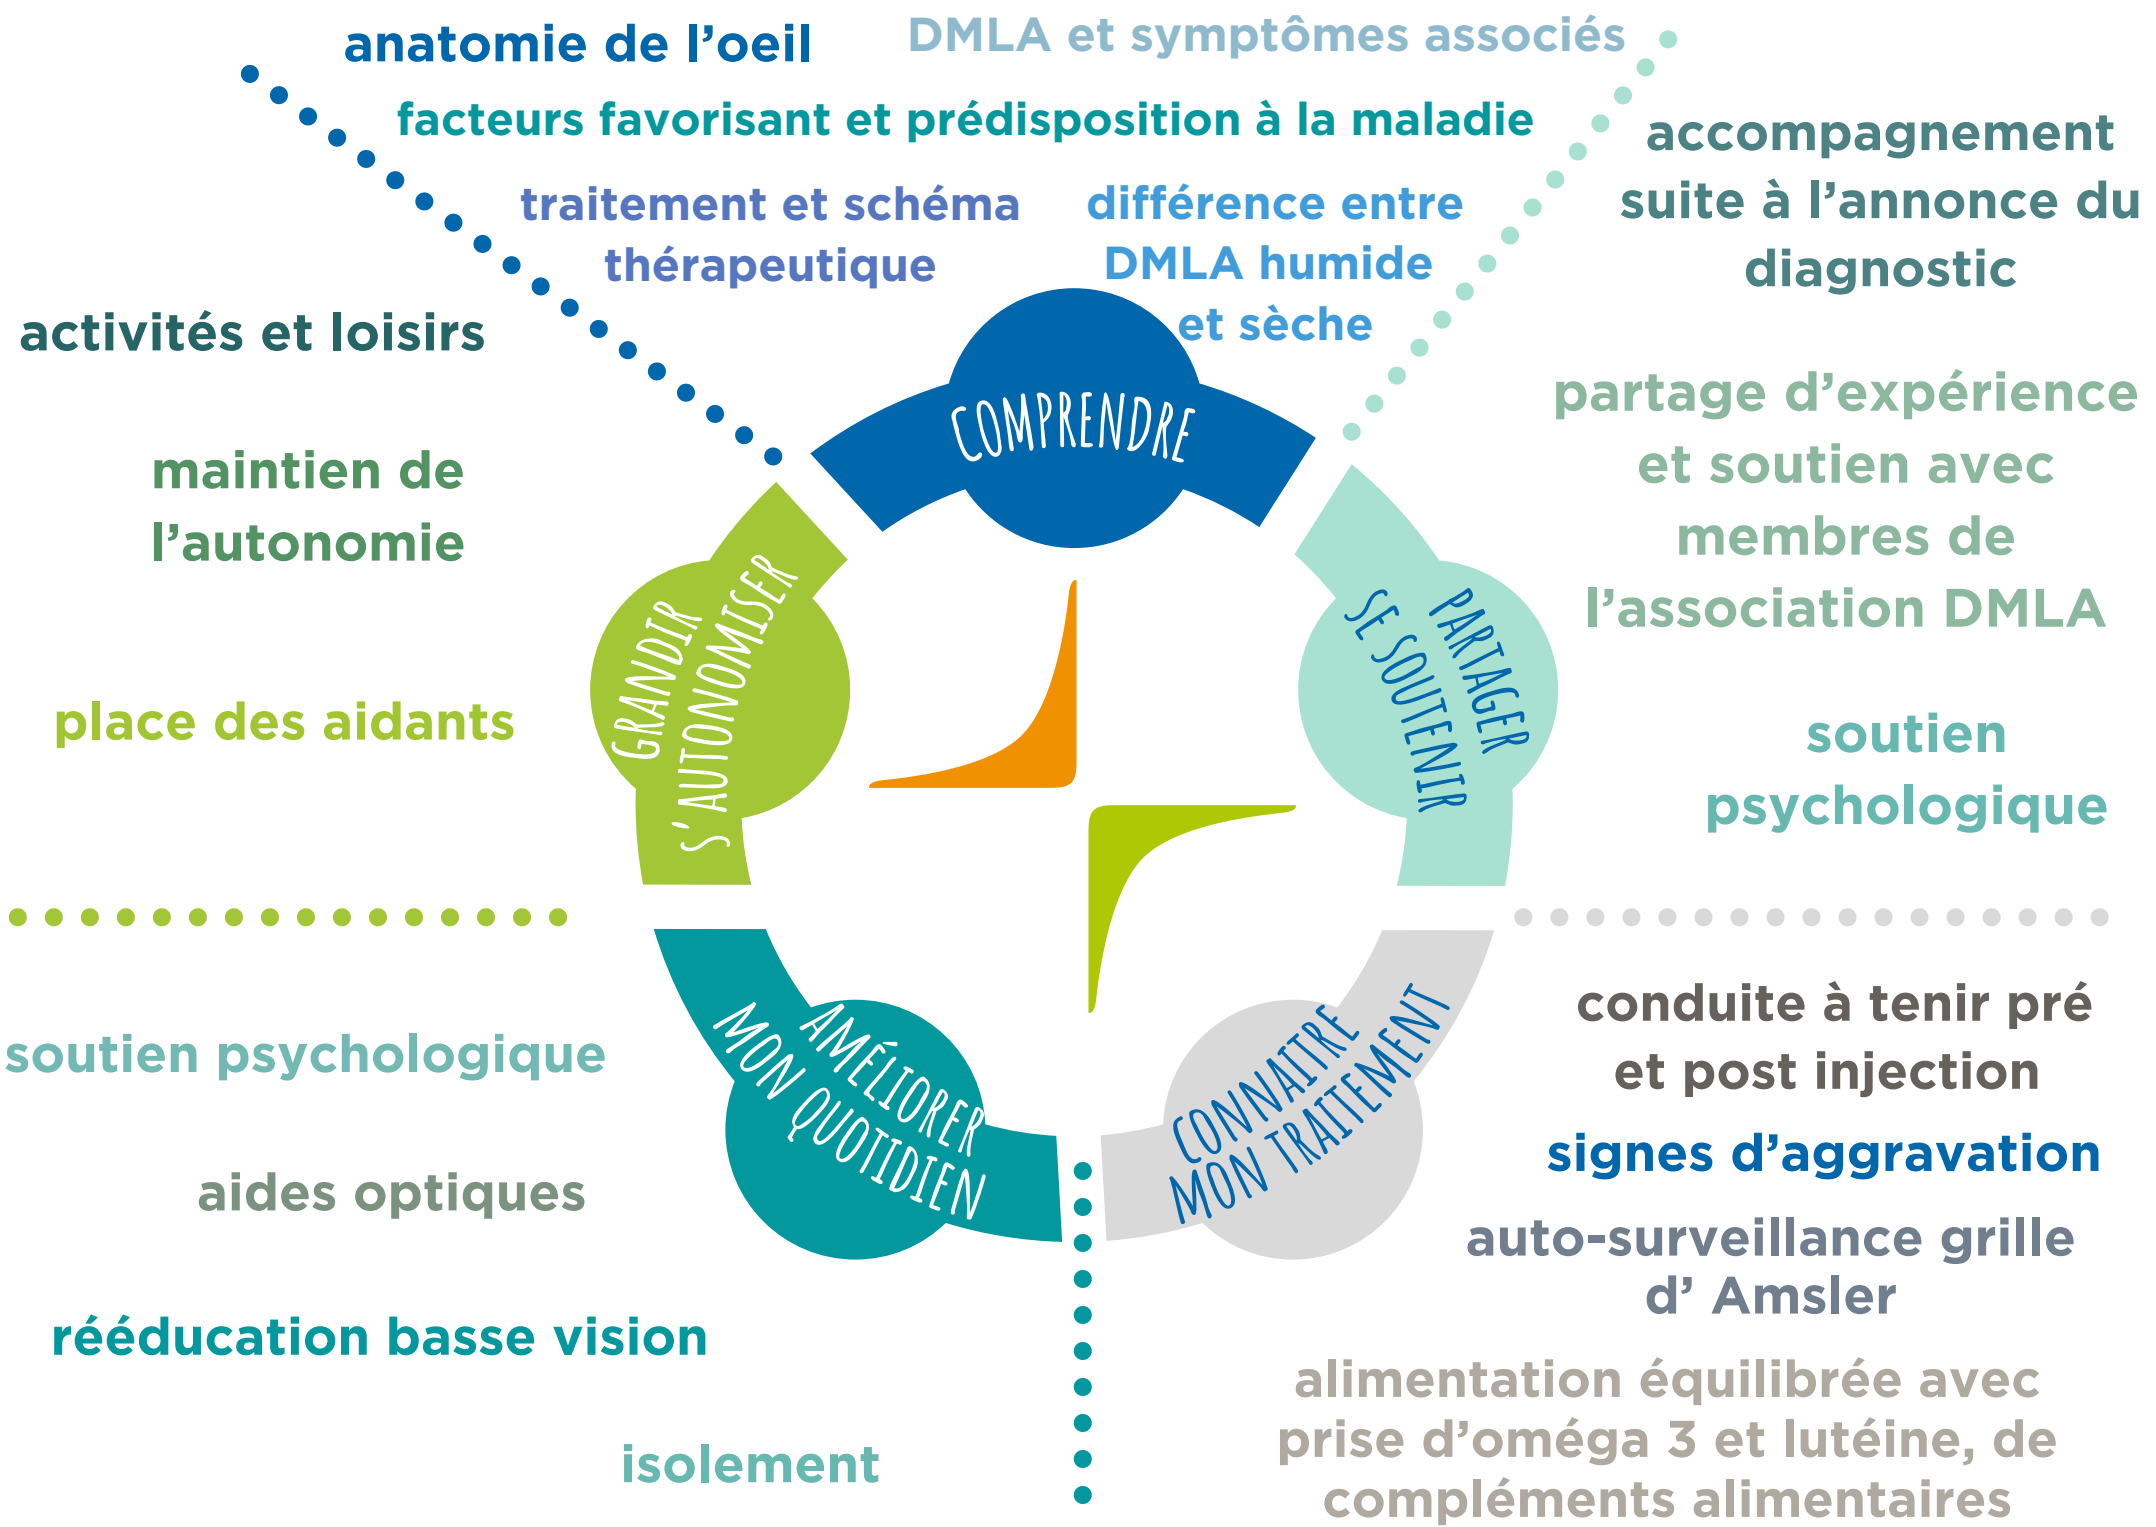 anatomie de l’oeil
DMLA et symptômes associés
facteurs favorisant et prédisposition à la maladie
traitement et schéma
thérapeutique
différence entre
DMLA humide
et sèche
COMPRENDRE
accompagnement
suite à l’annonce du
diagnostic
partage d’expérience
et soutien avec
membres de
l’association DMLA
soutien
psychologique
PARTAGER
SE SOUTENIR
conduite à tenir pré
et post injection
signes d’aggravation
auto-surveillance grille
d’ Amsler
alimentation équilibrée avec
prise d’oméga 3 et lutéine, de
compléments alimentaires
CONNAITRE
MON TRAITEMENT
AMÉLIORER
MON QUOTIDIEN
soutien psychologique
aides optiques
rééducation basse vision
isolement
GRANDIR
S'AUTONOMISER
activités et loisirs
maintien de
l’autonomie
place des aidants